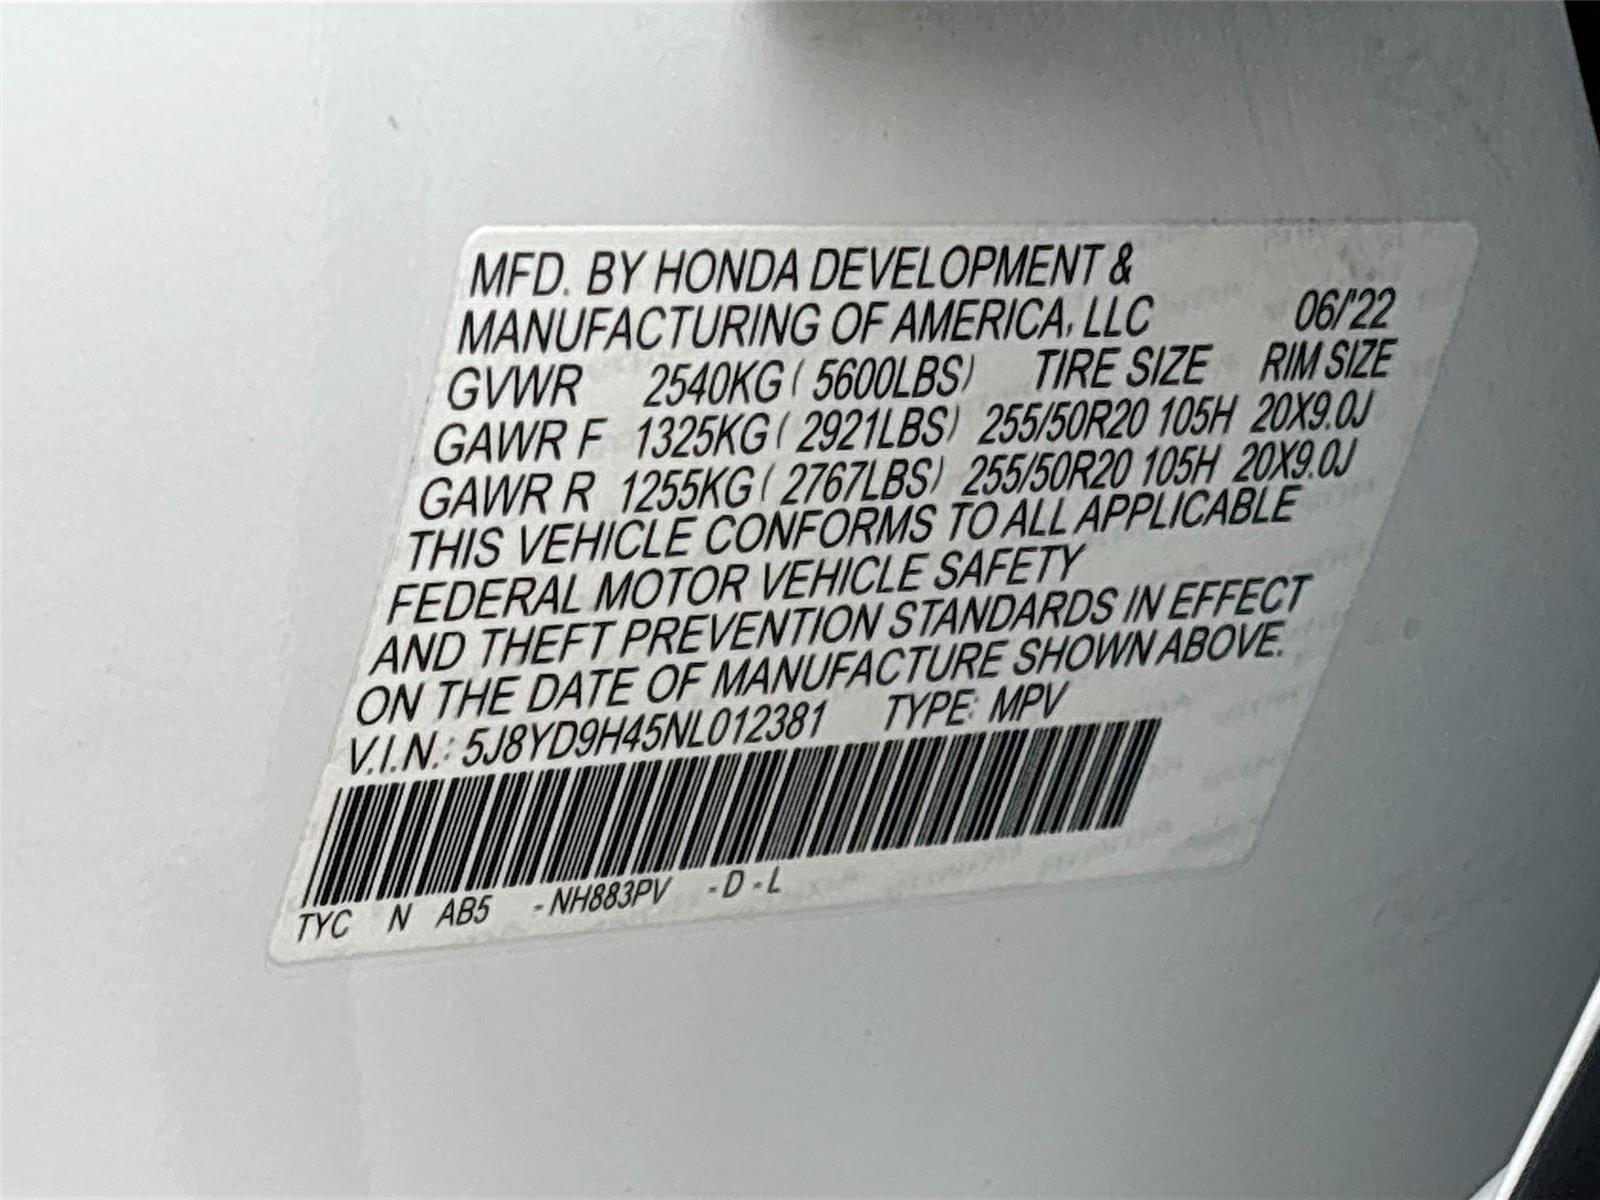 MFD. BY HONDA DEVELOPMENT &
MANUFACTURING OF AMERICA, LLC 06/'22
GVWR 2540KG ( 5600LBS) TIRE SIZE RIM SIZE
GAWR F 1325KG ( 2921LBS) 255/50R20 105H 20X9.0J
GAWR R 1255KG ( 2767LBS) 255/50R20 105H 20X9.0J
THIS VEHICLE CONFORMS TO ALL APPLICABLE
FEDERAL MOTOR VEHICLE SAFETY
AND THEFT PREVENTION STANDARDS IN EFFECT
ON THE DATE OF MANUFACTURE SHOWN ABOVE.
V.I.N.: 5J8YD9H45NL012381 TYPE: MPV
TYC N AB5 -NH883PV -D-L